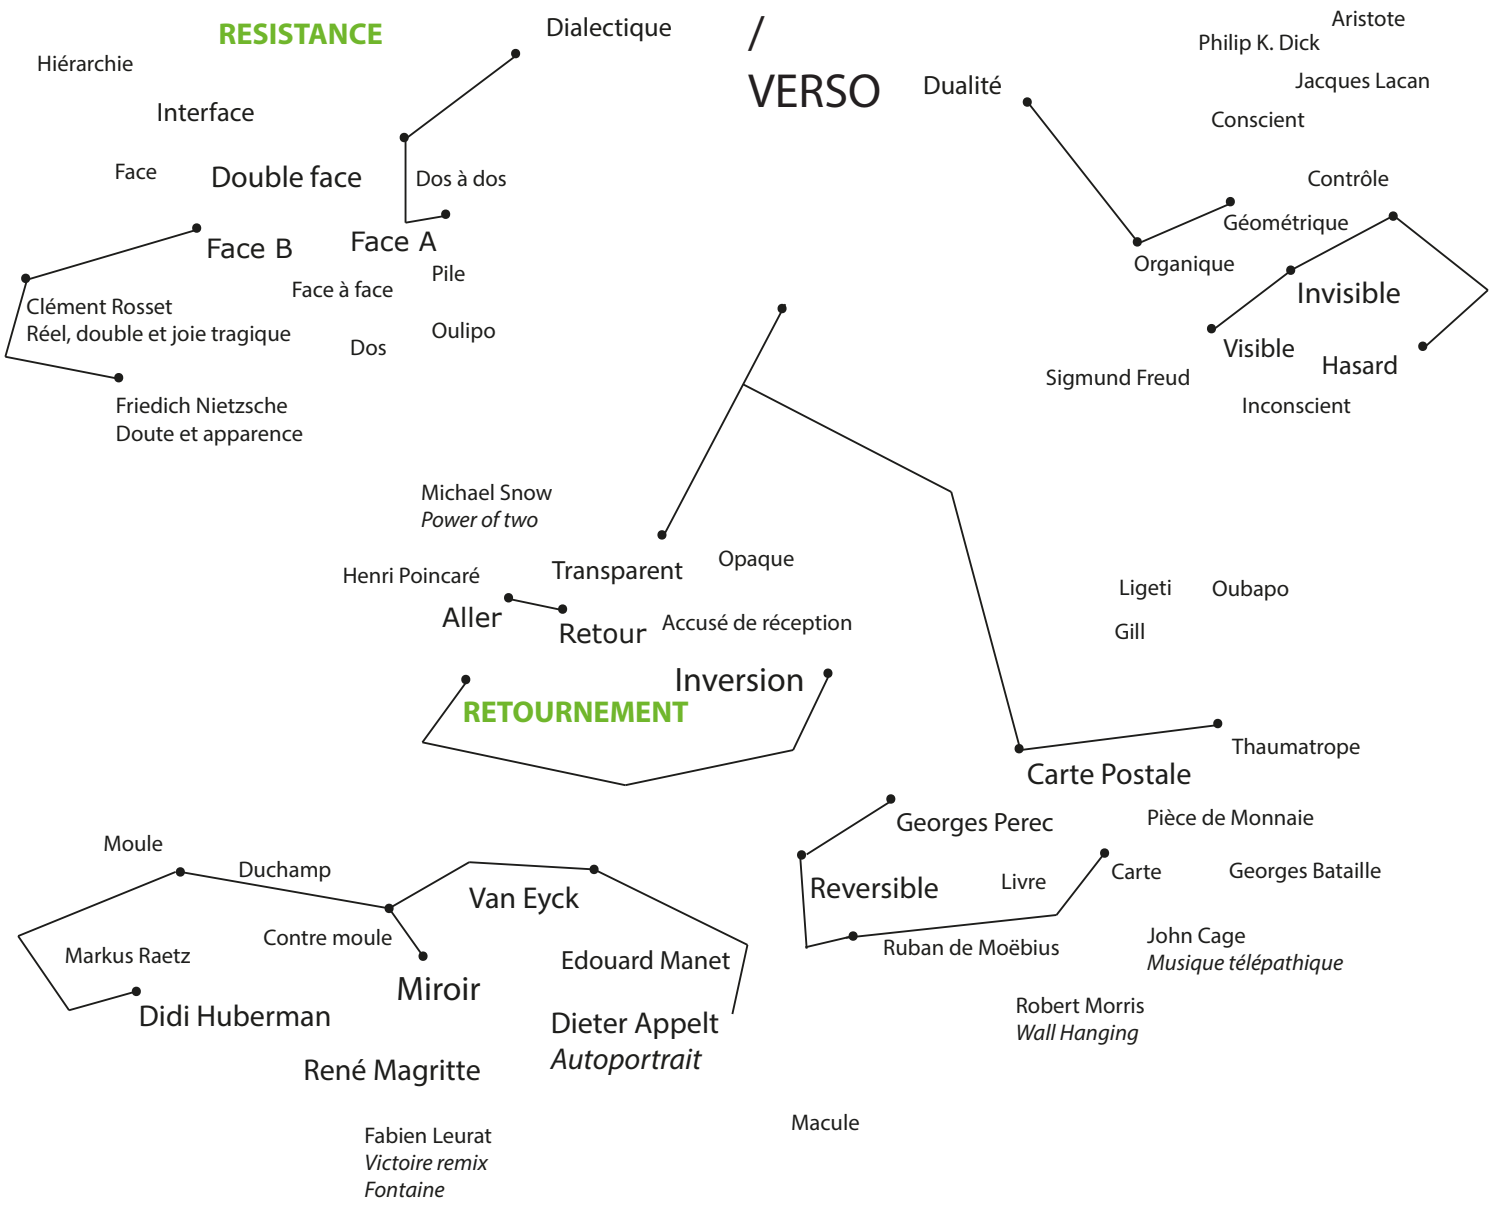 RESISTANCE
Dialectique
/
VERSO
Dualité
Aristote
Philip K. Dick
Jacques Lacan
Conscient
Hiérarchie
Interface
Face
Double face
Dos à dos
Face B
Face A
Pile
Face à face
Clément Rosset
Réel, double et joie tragique
Oulipo
Dos
Friedich Nietzsche
Doute et apparence
Contrôle
Géométrique
Organique
Invisible
Visible
Hasard
Sigmund Freud
Inconscient
Michael Snow
Power of two
Henri Poincaré
Transparent
Opaque
Aller
Retour
Accusé de réception
Inversion
RETOURNEMENT
Ligeti
Oubapo
Gill
Thaumatrope
Carte Postale
Georges Perec
Pièce de Monnaie
Reversible
Livre
Carte
Georges Bataille
Ruban de Moëbius
John Cage
Musique télépathique
Robert Morris
Wall Hanging
Moule
Duchamp
Van Eyck
Contre moule
Markus Raetz
Miroir
Edouard Manet
Didi Huberman
Dieter Appelt
Autoportrait
René Magritte
Macule
Fabien Leurat
Victoire remix
Fontaine